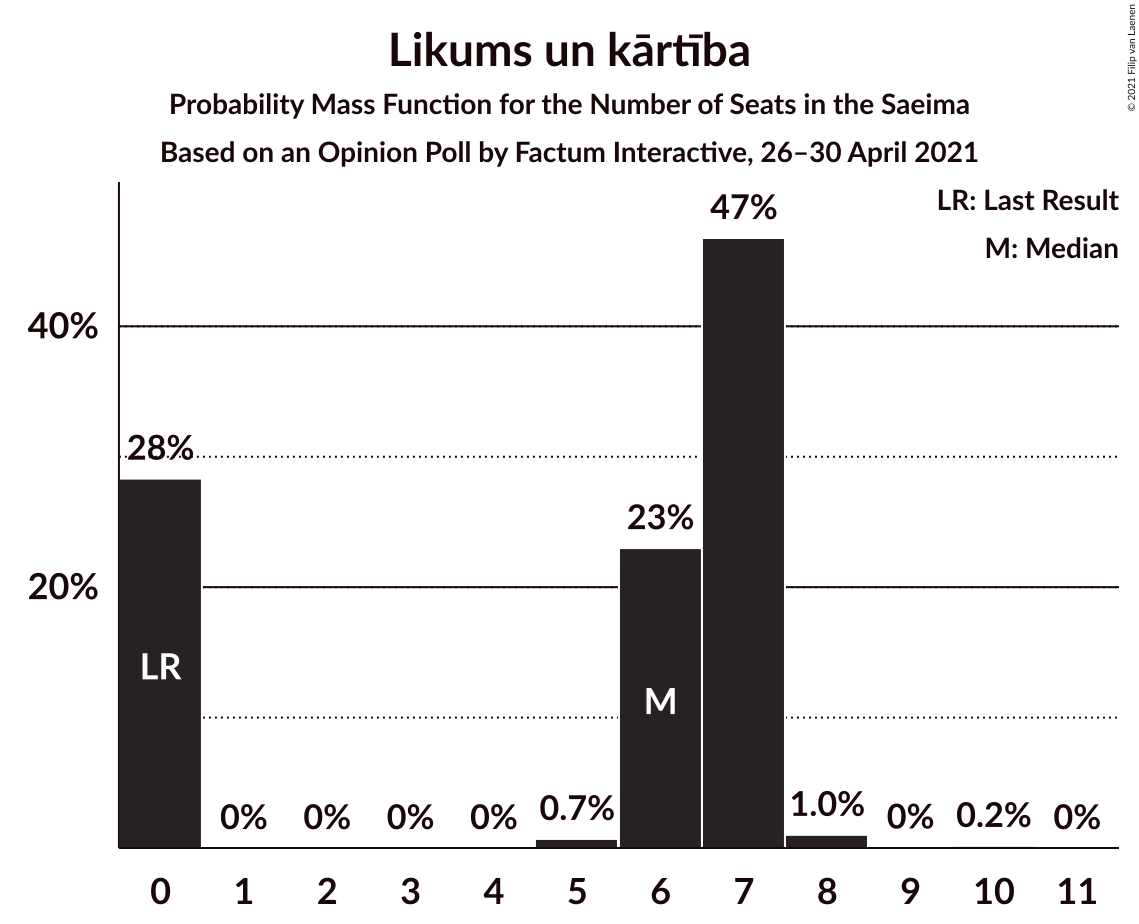 Likums un kārtība
Probability Mass Function for the Number of Seats in the Saeima
Based on an Opinion Poll by Factum Interactive, 26–30 April 2021
© 2021 Filip van Laenen
LR: Last Result
M: Median
47%
40%
28%
23%
20%
LR
M
0% 0% 0% 0% 0.7% 1.0% 0% 0.2% 0%
0 1 2 3 4 5 6 7 8 9 10 11